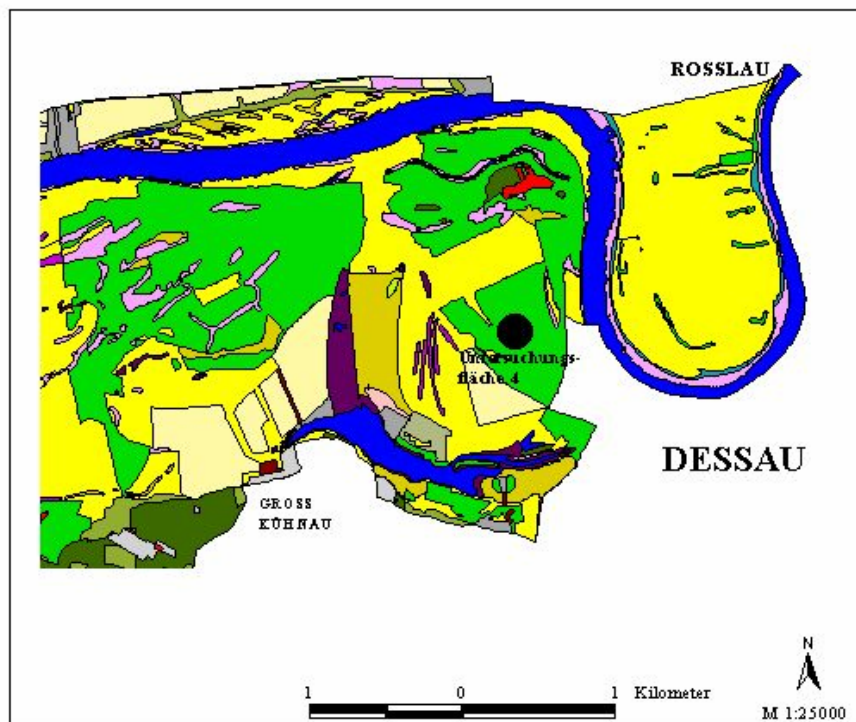 ROSSLAU
Untersuchungs-
fläche 4
DESSAU
GROSS
KÜHNAU
N
1 0 1 Kilometer
M 1:25000